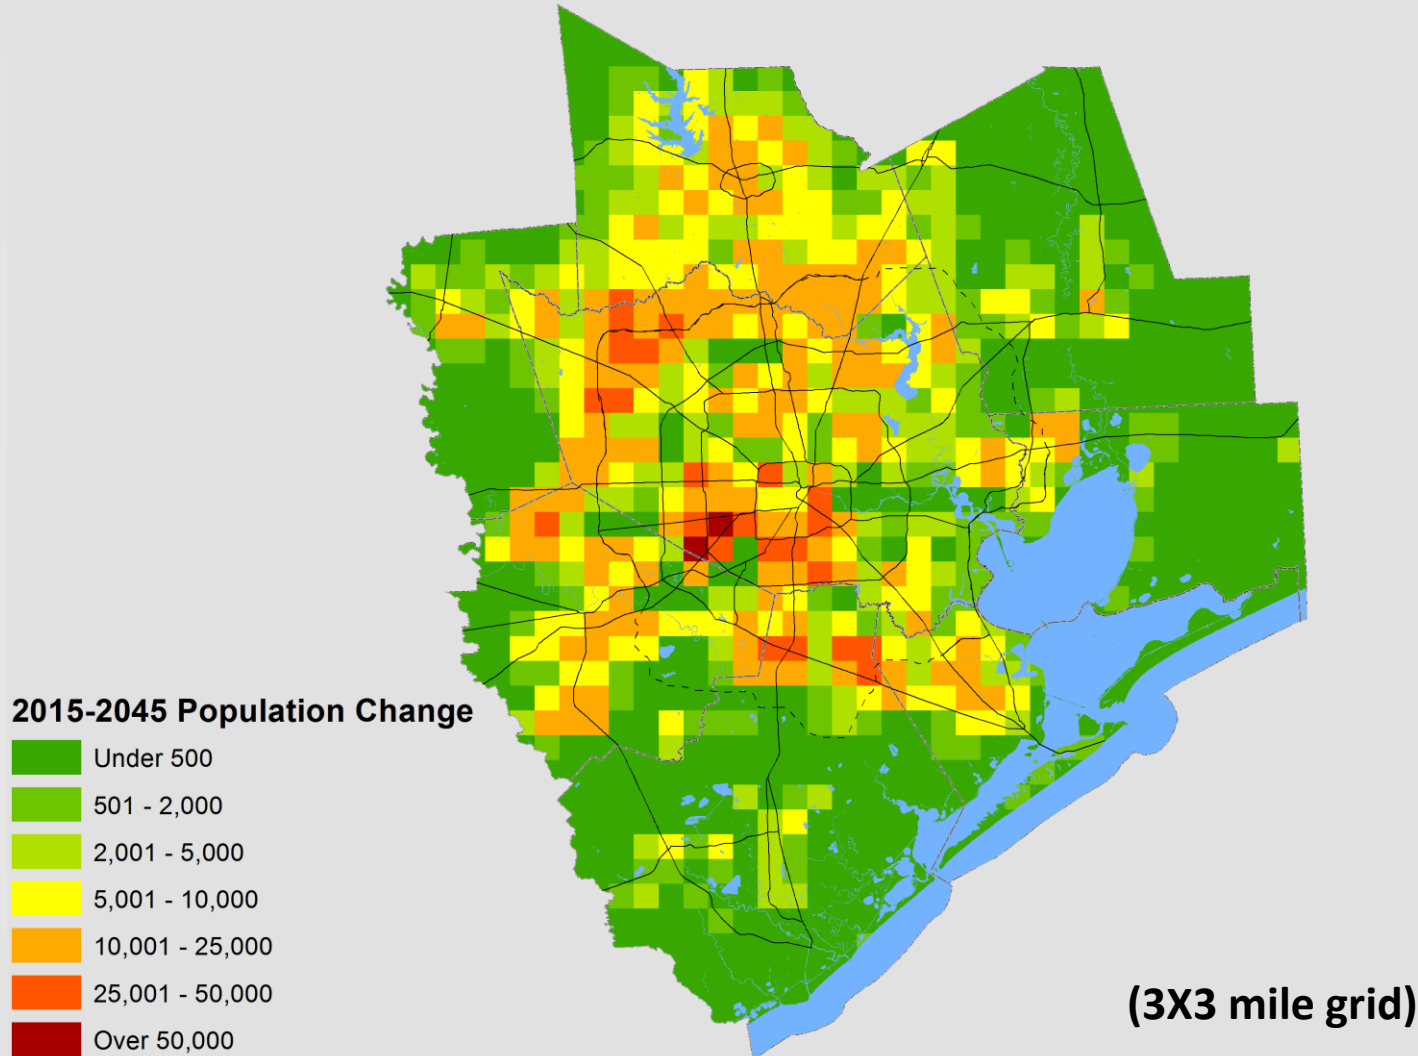 2015-2045 Population Change
Under 500
501 - 2,000
2,001 - 5,000
5,001 - 10,000
10,001 - 25,000
25,001 - 50,000
Over 50,000
(3X3 mile grid)